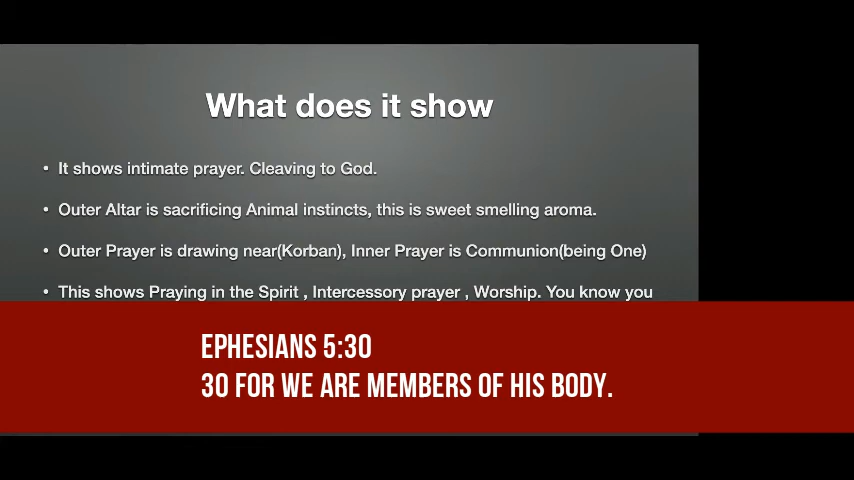 What does it show
• It shows intimate prayer. Cleaving to God.
• Outer Altar is sacrificing Animal instincts, this is sweet smelling aroma.
• Outer Prayer is drawing near(Korban), Inner Prayer is Communion(being One)
• This shows Praying in the Spirit , Intercessory prayer , Worship. You know you
EPHESIANS 5:30
30 FOR WE ARE MEMBERS OF HIS BODY.